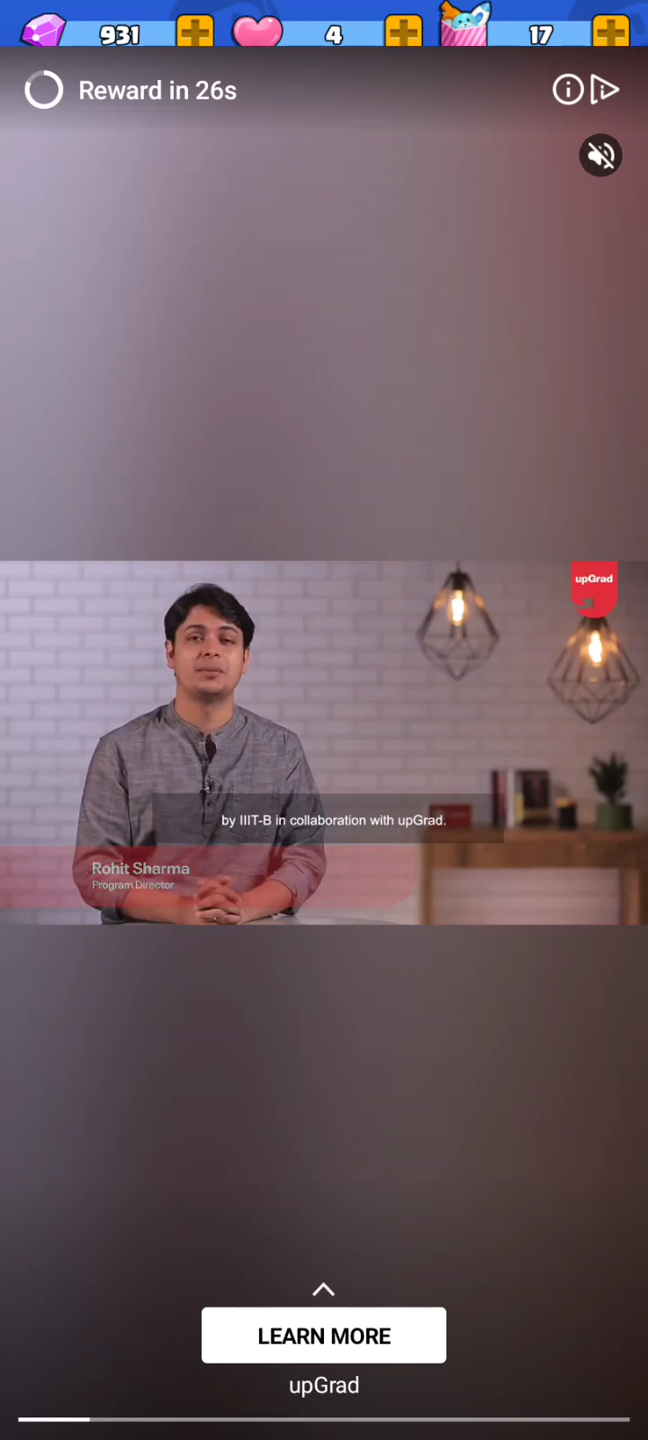 931
4
17
Reward in 26s
upGrad
by IIIT-B in collaboration with upGrad.
Rohit Sharma
Program Director
LEARN MORE
upGrad